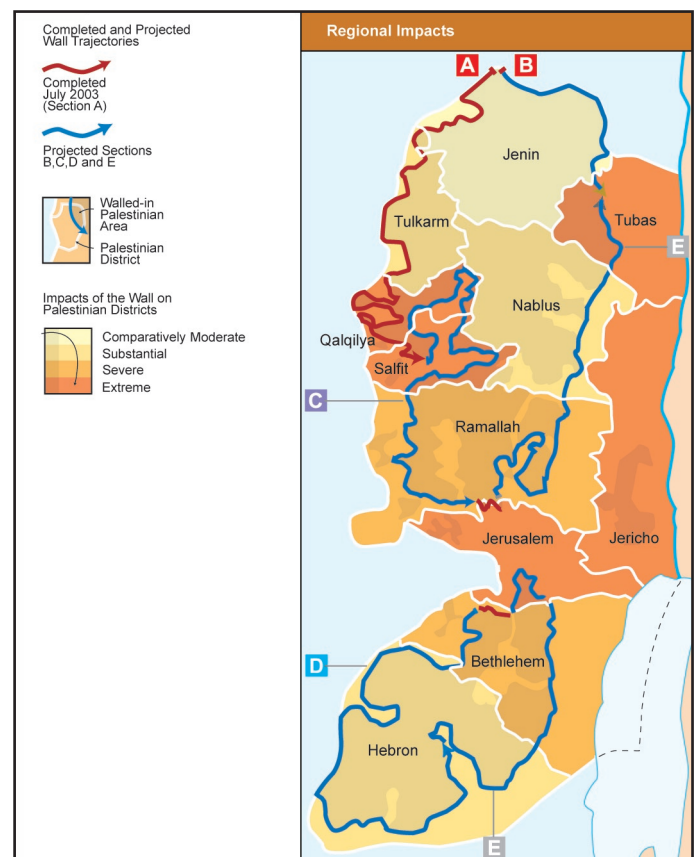 Completed and Projected
Wall Trajectories
Completed
July 2003
(Section A)
Projected Sections
B,C,D and E
Walled-in
Palestinian
Area
Palestinian
District
Impacts of the Wall on
Palestinian Districts
Comparatively Moderate
Substantial
Severe
Extreme
Regional Impacts
A
B
Jenin
Tulkarm
Tubas
E
Nablus
Qalqilya
Salfit
C
Ramallah
Jerusalem
Jericho
D
Bethlehem
Hebron
E